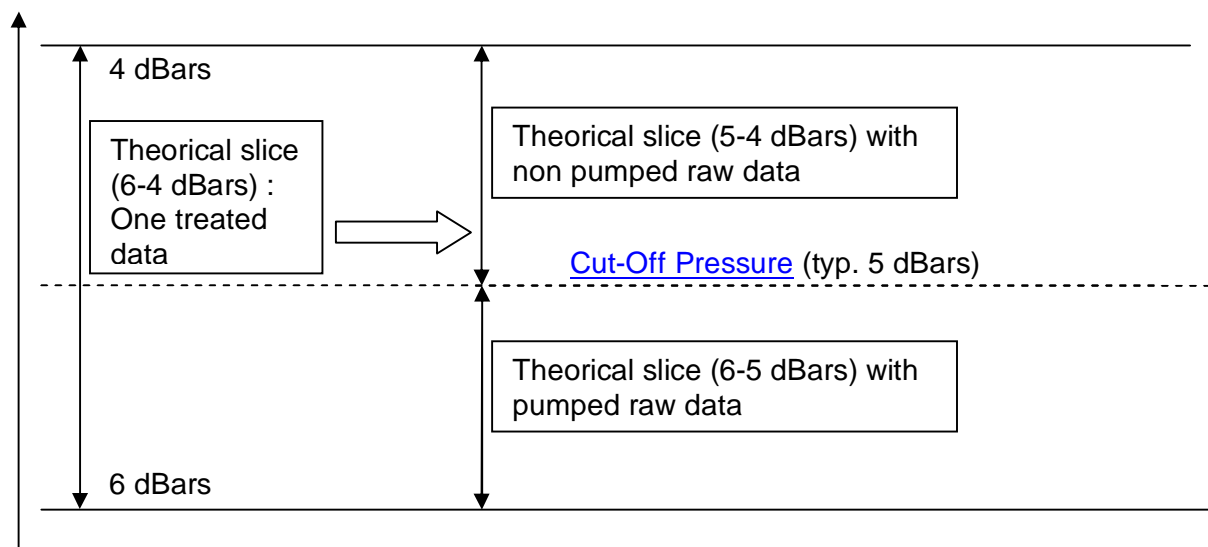 4 dBars
Theorical slice
(6-4 dBars) :
One treated
data
Theorical slice (5-4 dBars) with
non pumped raw data
Cut-Off Pressure (typ. 5 dBars)
Theorical slice (6-5 dBars) with
pumped raw data
6 dBars